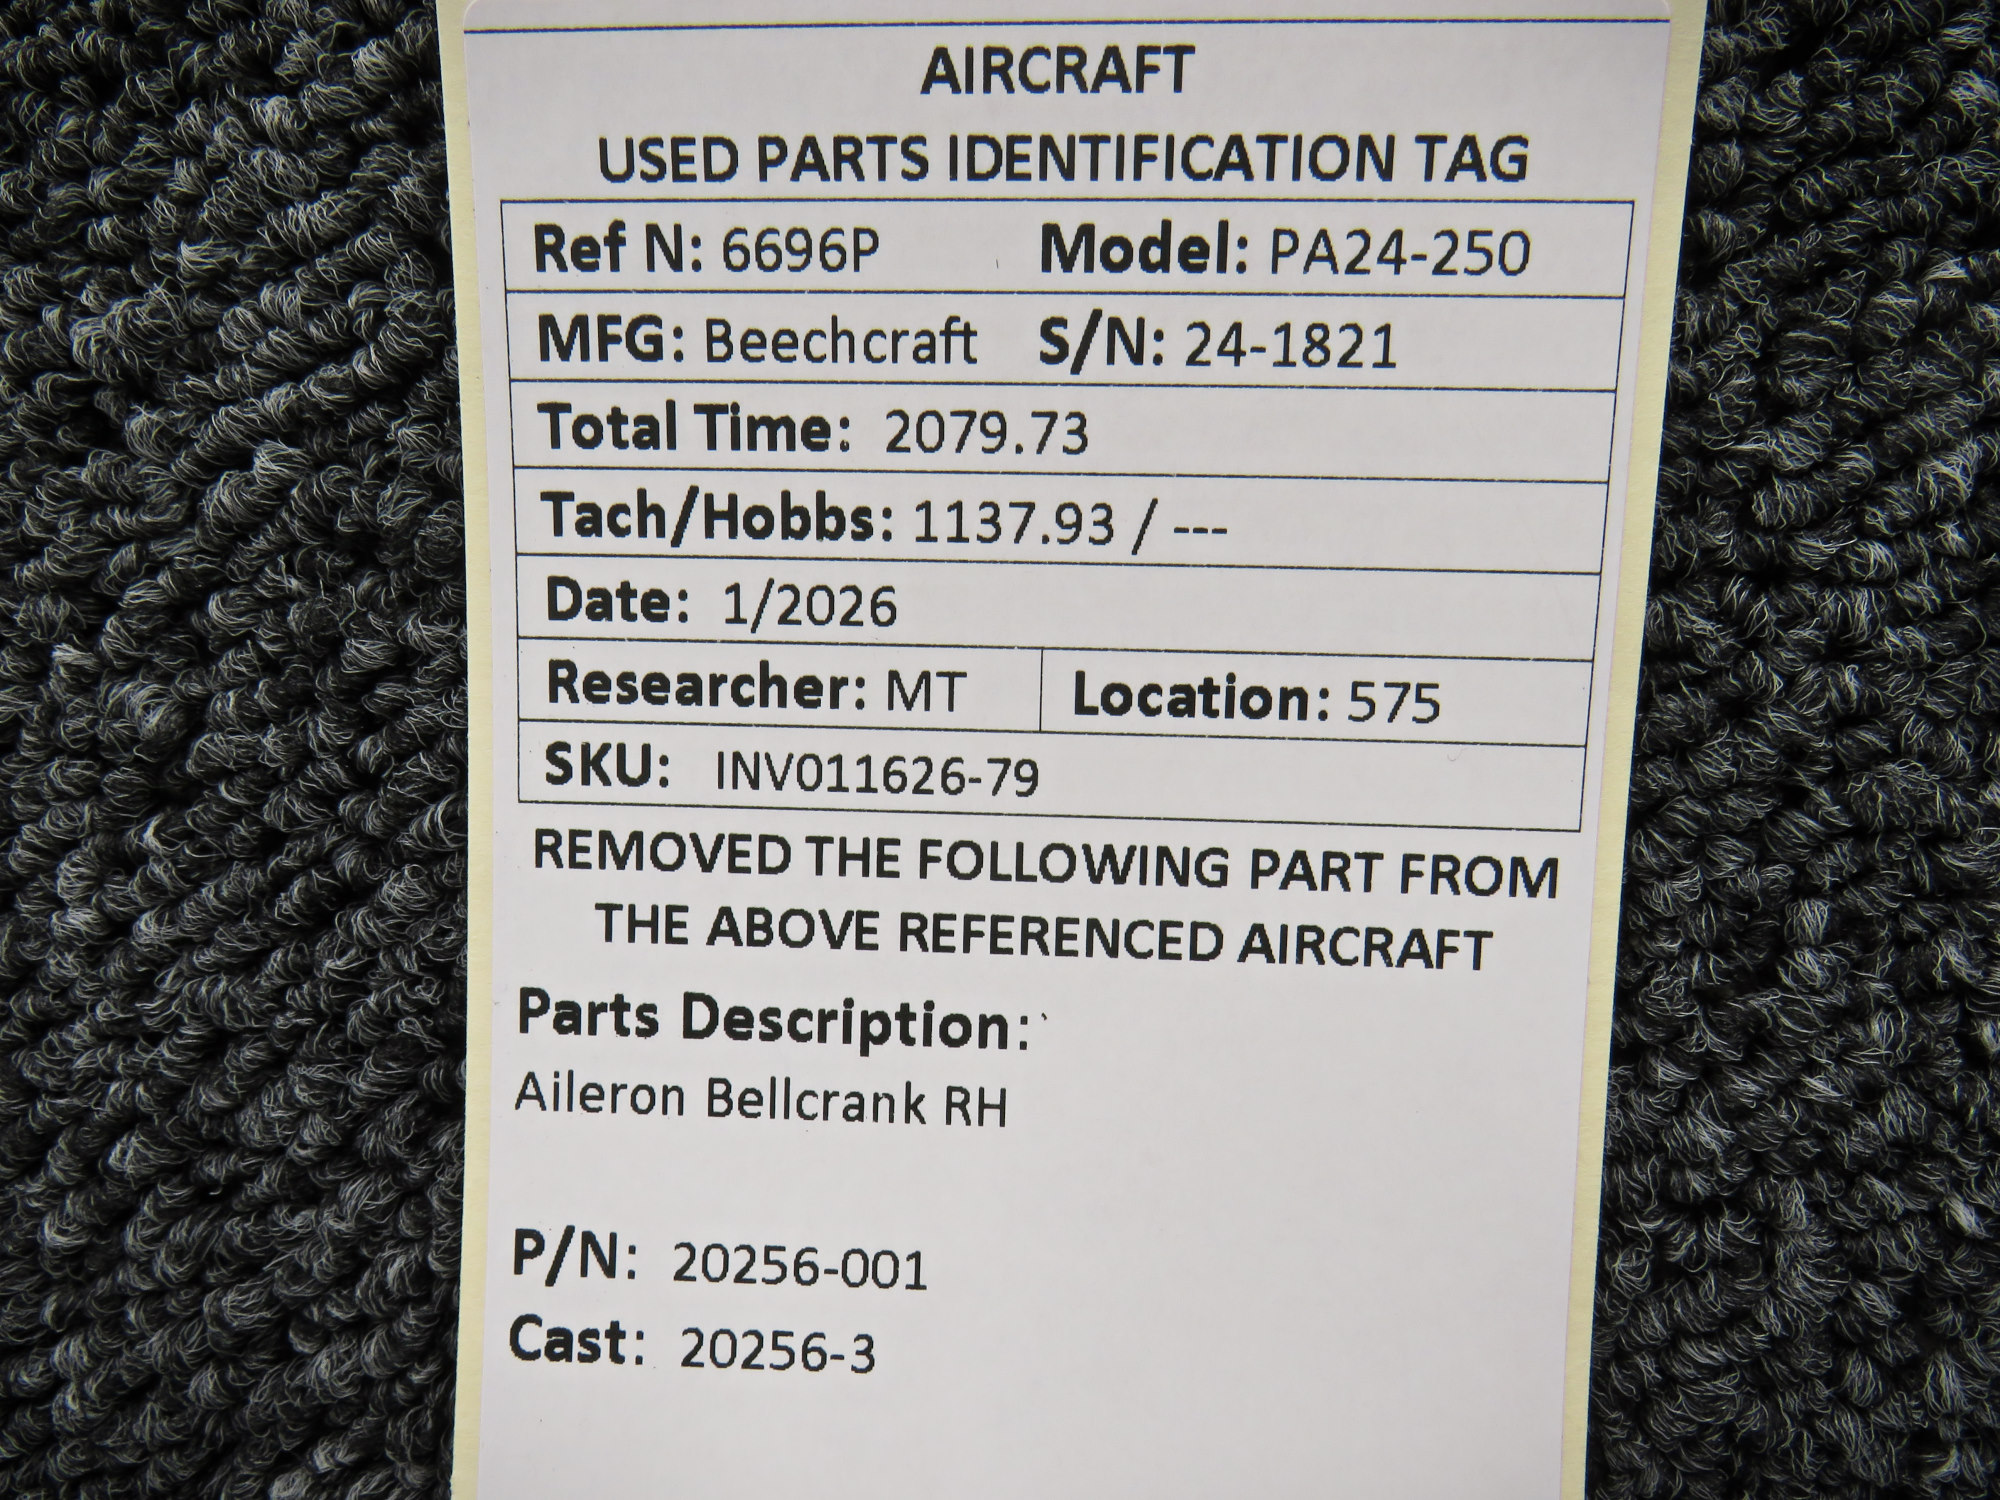 AIRCRAFT
USED PARTS IDENTIFICATION TAG
Ref N: 6696P Model: PA24-250
MFG: Beechcraft S/N: 24-1821
Total Time: 2079.73
Tach/Hobbs: 1137.93 / ---
Date: 1/2026
Researcher: MT Location: 575
SKU: INV011626-79
REMOVED THE FOLLOWING PART FROM
THE ABOVE REFERENCED AIRCRAFT
Parts Description:
Aileron Bellcrank RH
P/N: 20256-001
Cast: 20256-3